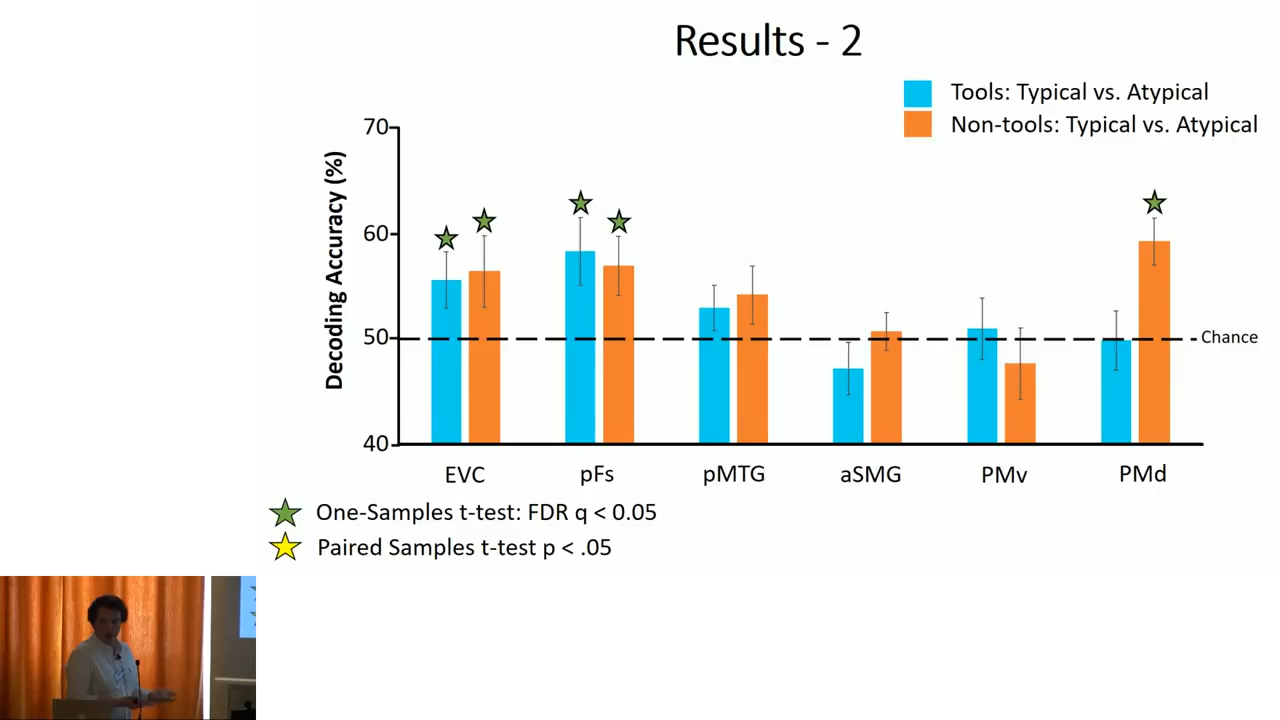 Results - 2
Tools: Typical vs. Atypical
Non-tools: Typical vs. Atypical
Decoding Accuracy (%)
70
60
50
40
Chance
EVC
pFs
pMTG
aSMG
PMv
PMd
One-Samples t-test: FDR q < 0.05
Paired Samples t-test p < .05